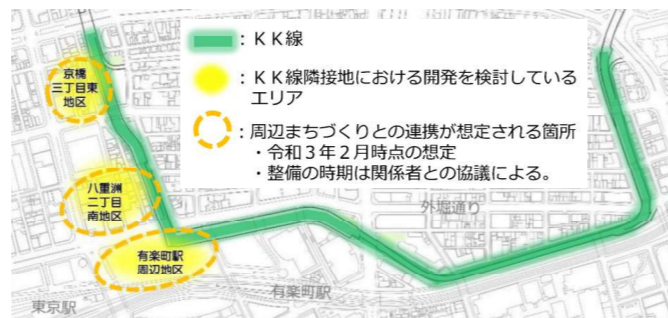 ：ＫＫ線
：ＫＫ線隣接地における開発を検討している
エリア
：周辺まちづくりとの連携が想定される箇所
・令和３年２月時点の想定
・整備の時期は関係者との協議による。
京橋
三丁目東
地区
八重洲
二丁目
南地区
有楽町駅
周辺地区
外堀通り
有楽町駅
東京駅